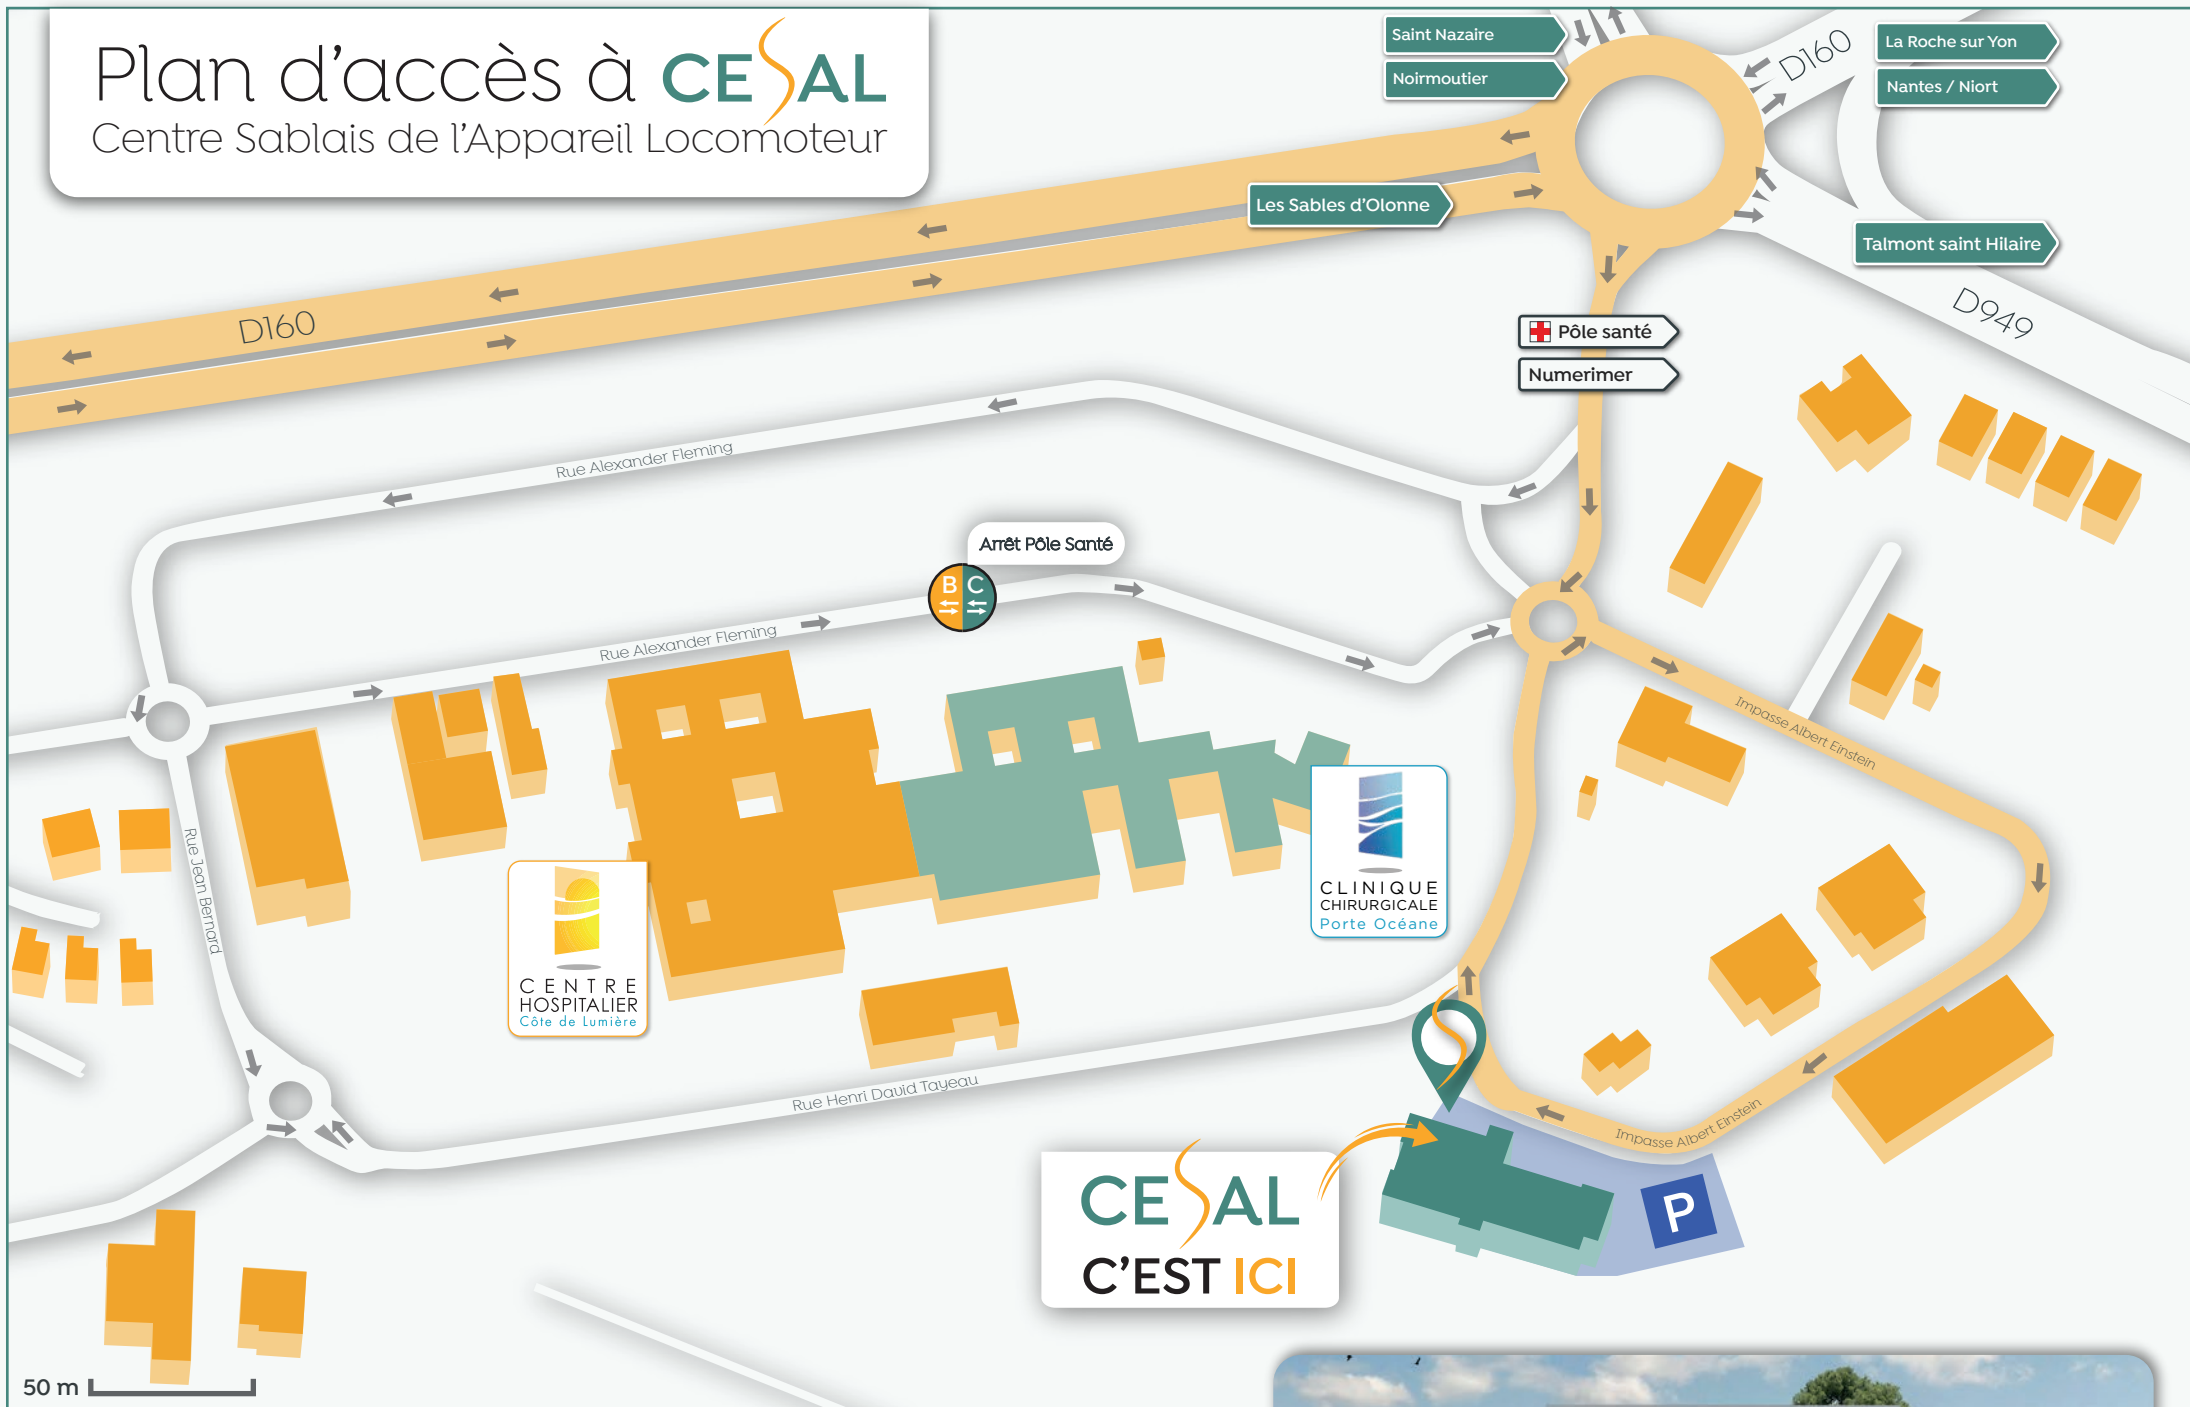 Plan d'accès à CESAL
Centre Sablais de l'Appareil Locomoteur
Saint Nazaire
Noirmoutier
D160
La Roche sur Yon
Nantes / Niort
Les Sables d'Olonne
Talmont saint Hilaire
D160
D949
Pôle santé
Numerimer
Rue Alexander Fleming
Arrêt Pôle Santé
B C
Rue Alexander Fleming
Impasse Albert Einstein
Rue Jean Bernard
CLINIQUE
CHIRURGICALE
Porte Océane
CENTRE
HOSPITALIER
Côte de Lumière
Rue Henri David Tayeau
Impasse Albert Einstein
CESAL
C'EST ICI
P
50 m